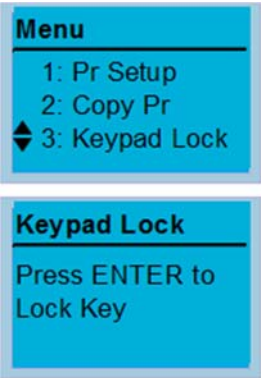 Menu
1: Pr Setup
2: Copy Pr
3: Keypad Lock
Keypad Lock
Press ENTER to
Lock Key